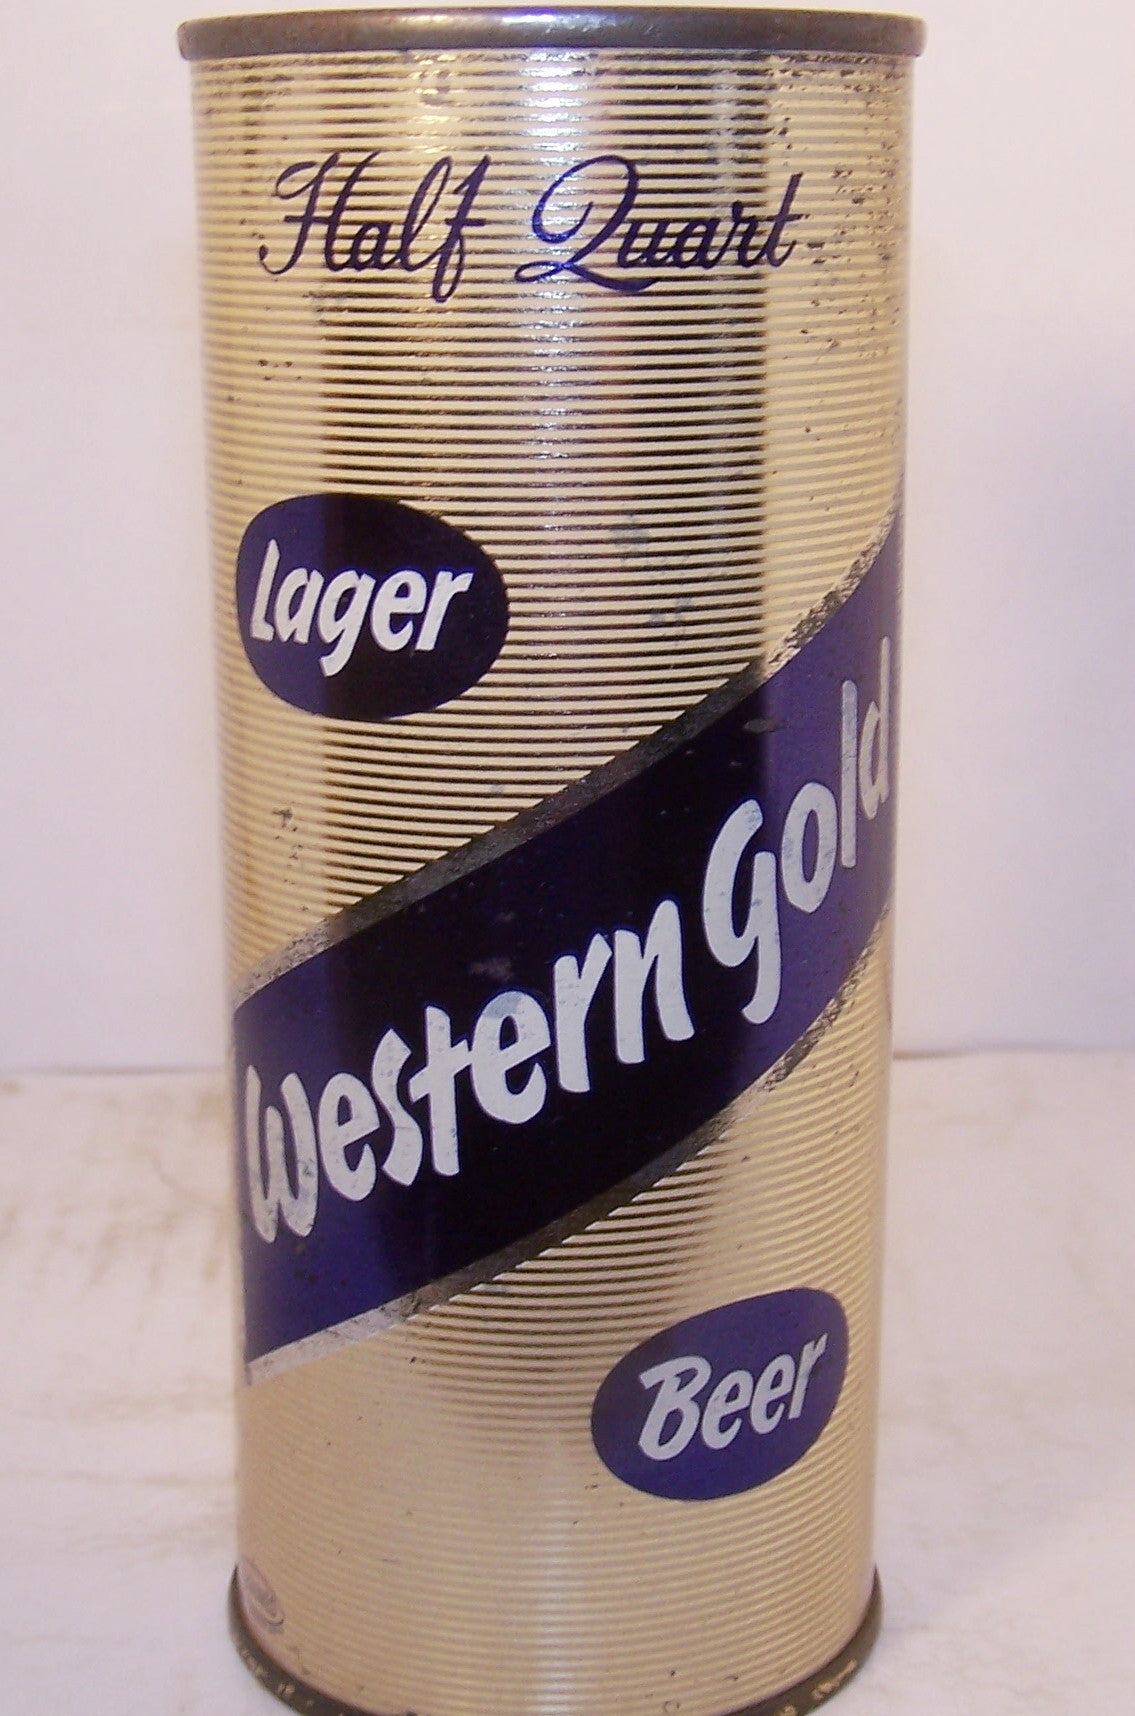 Half Quart
Lager
Western Gold
Beer